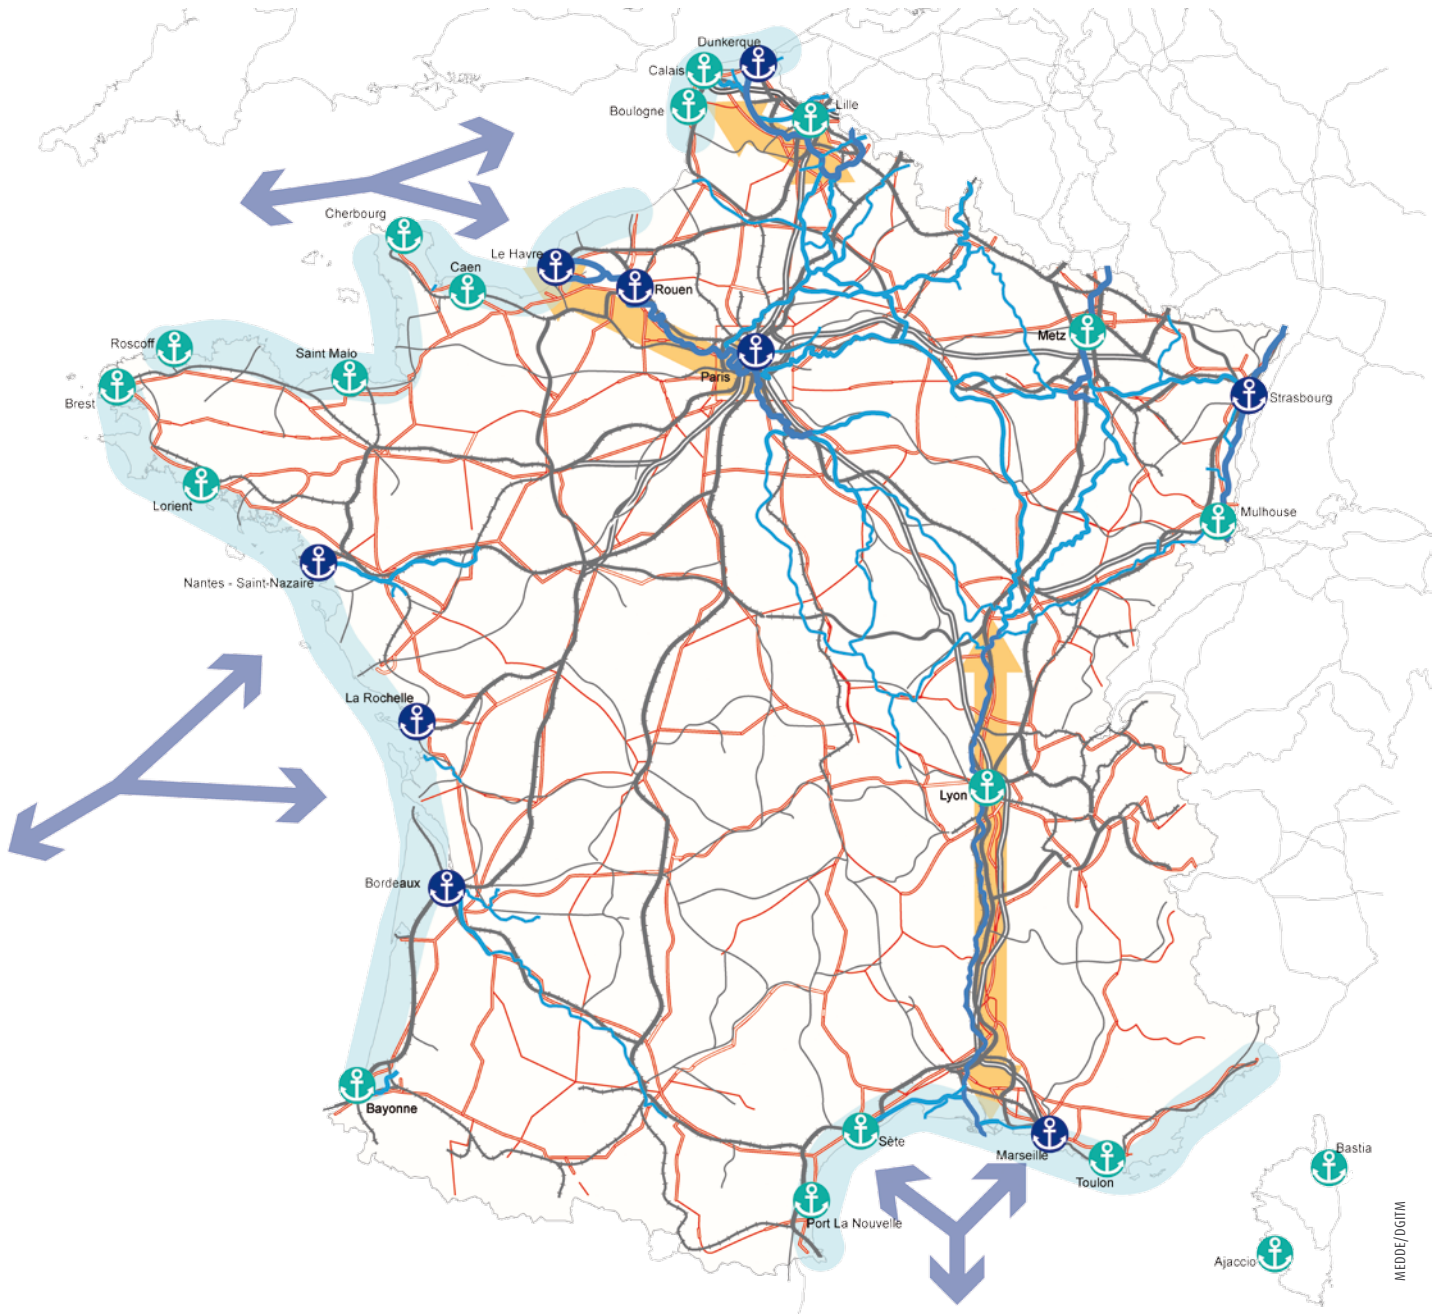 Dunkerque
Calais
Lille
Boulogne
Cherbourg
Le Havre
Caen
Rouen
Metz
Roscoff
Saint Malo
Paris
Brest
Strasbourg
Lorient
Mulhouse
Nantes - Saint-Nazaire
La Rochelle
Lyon
Bordeaux
Bayonne
Sète
Marseille
Toulon
Bastia
Port La Nouvelle
Ajaccio
MEDDE/DGITM